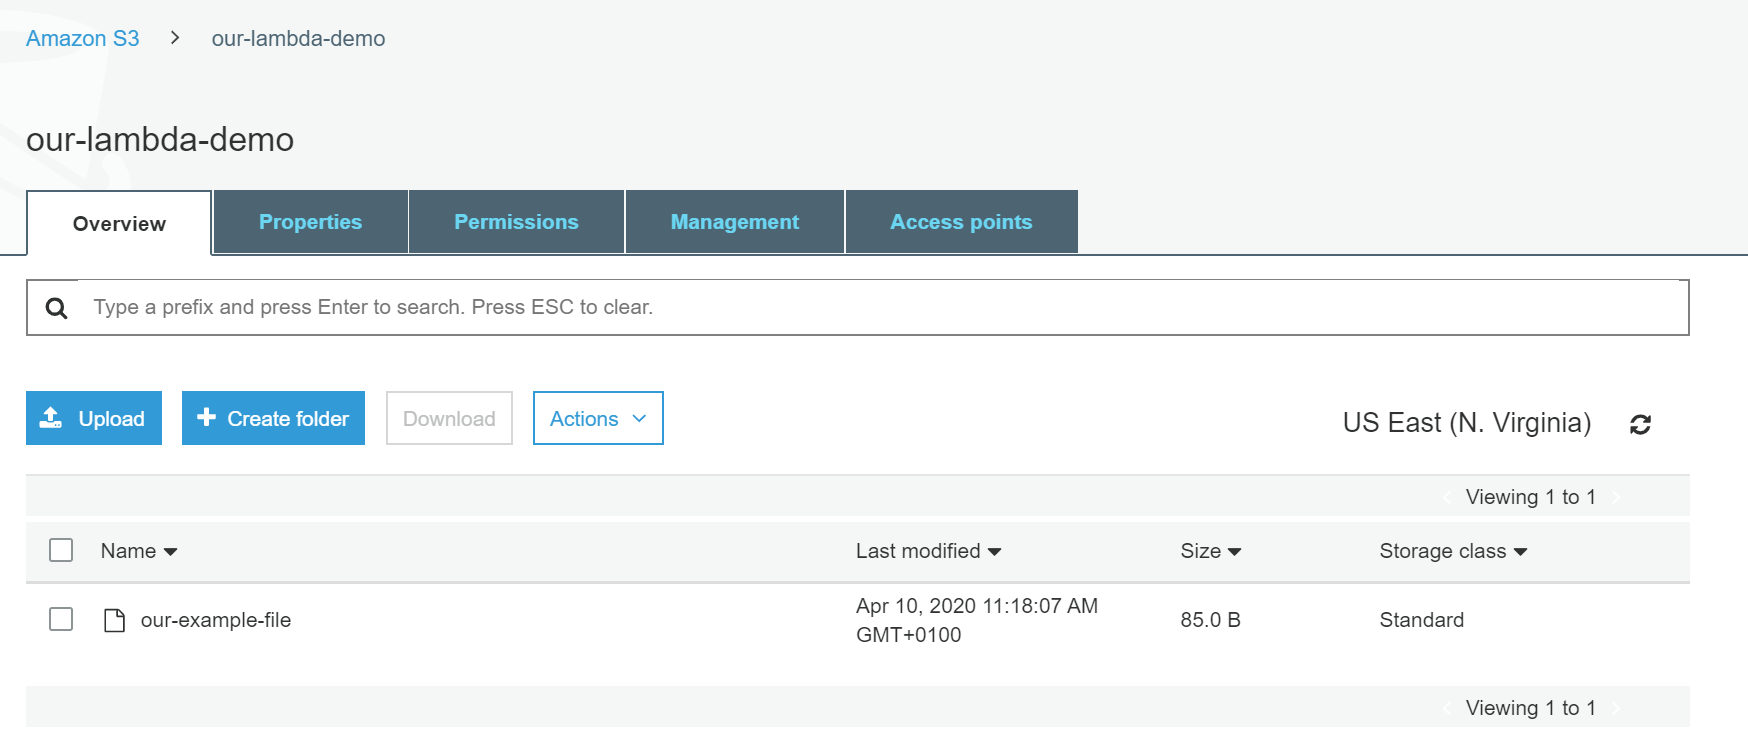 Amazon S3 > our-lambda-demo
our-lambda-demo
Overview Properties Permissions Management Access points
Type a prefix and press Enter to search. Press ESC to clear.
Upload Create folder Download Actions US East (N. Virginia)
Viewing 1 to 1
Name Last modified Size Storage class
our-example-file Apr 10, 2020 11:18:07 AM 85.0 B Standard
GMT+0100
Viewing 1 to 1